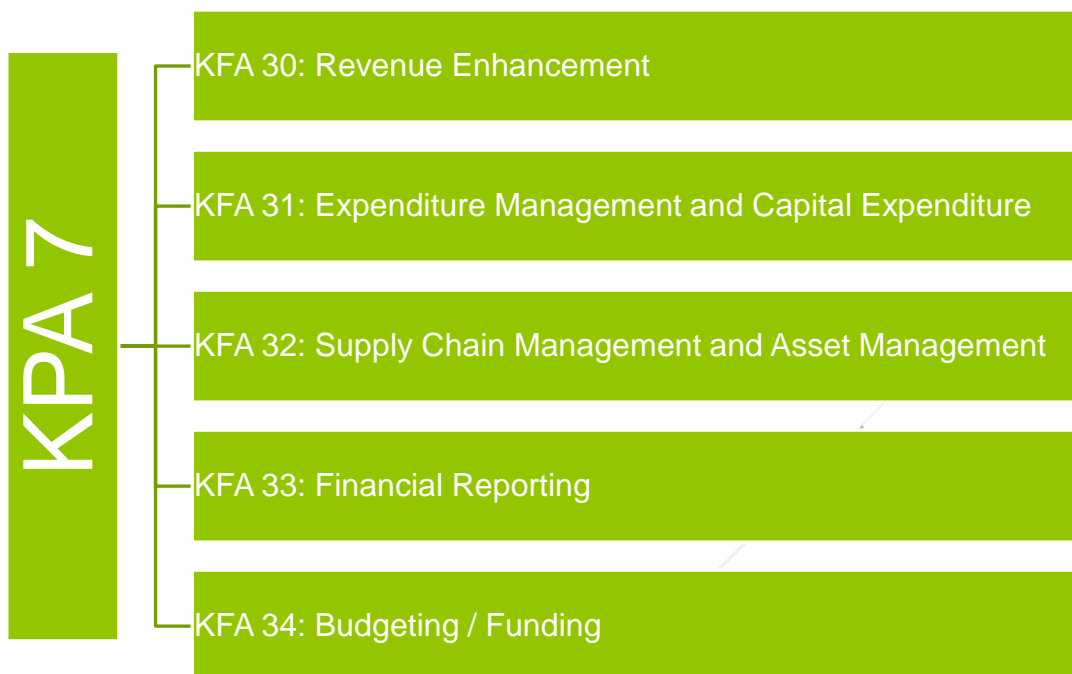 KPA 7
KFA 30: Revenue Enhancement
KFA 31: Expenditure Management and Capital Expenditure
KFA 32: Supply Chain Management and Asset Management
KFA 33: Financial Reporting
KFA 34: Budgeting / Funding